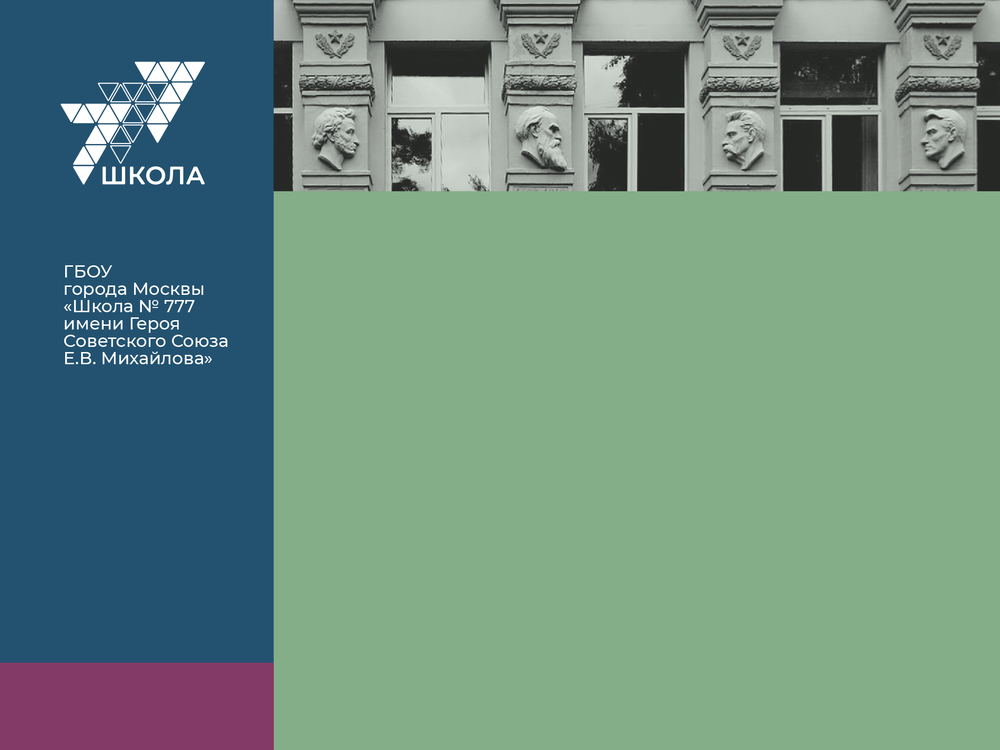 ШКОЛА
ГБОУ
города Москвы
«Школа № 777
имени Героя
Советского Союза
Е.В. Михайлова»